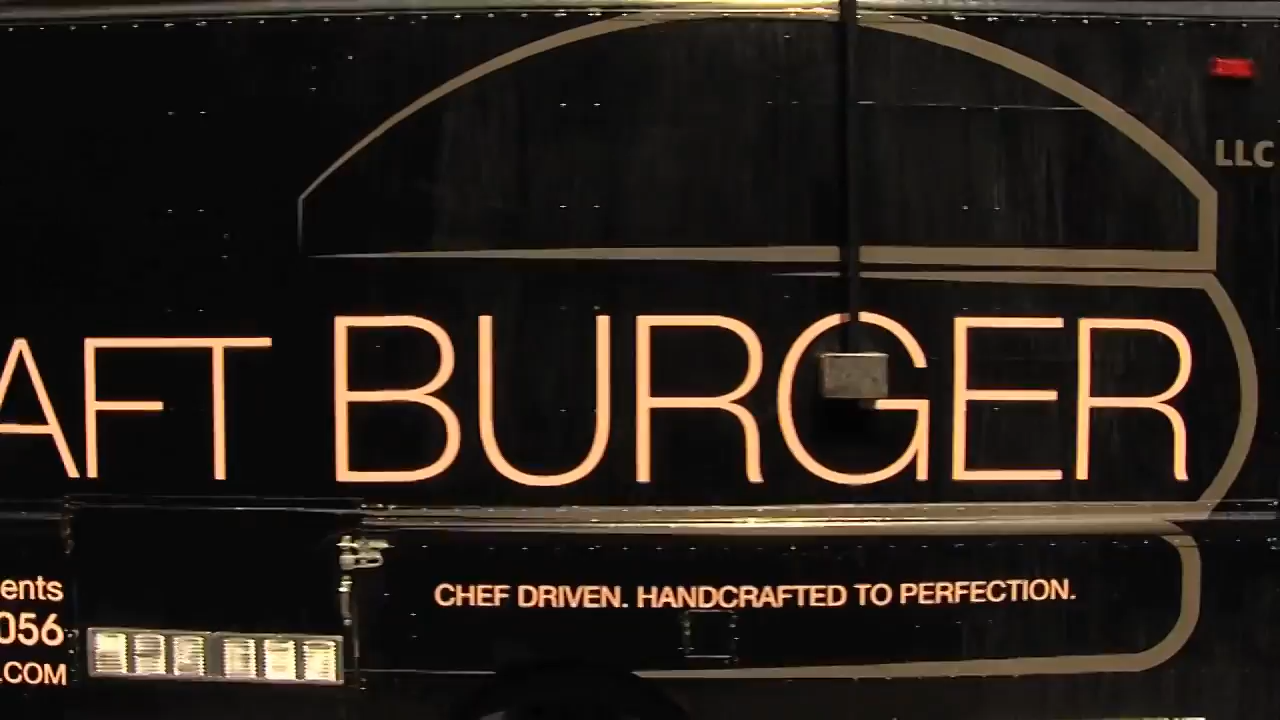 LLC
AFT BURGER
CHEF DRIVEN. HANDCRAFTED TO PERFECTION.
ents
056
.COM